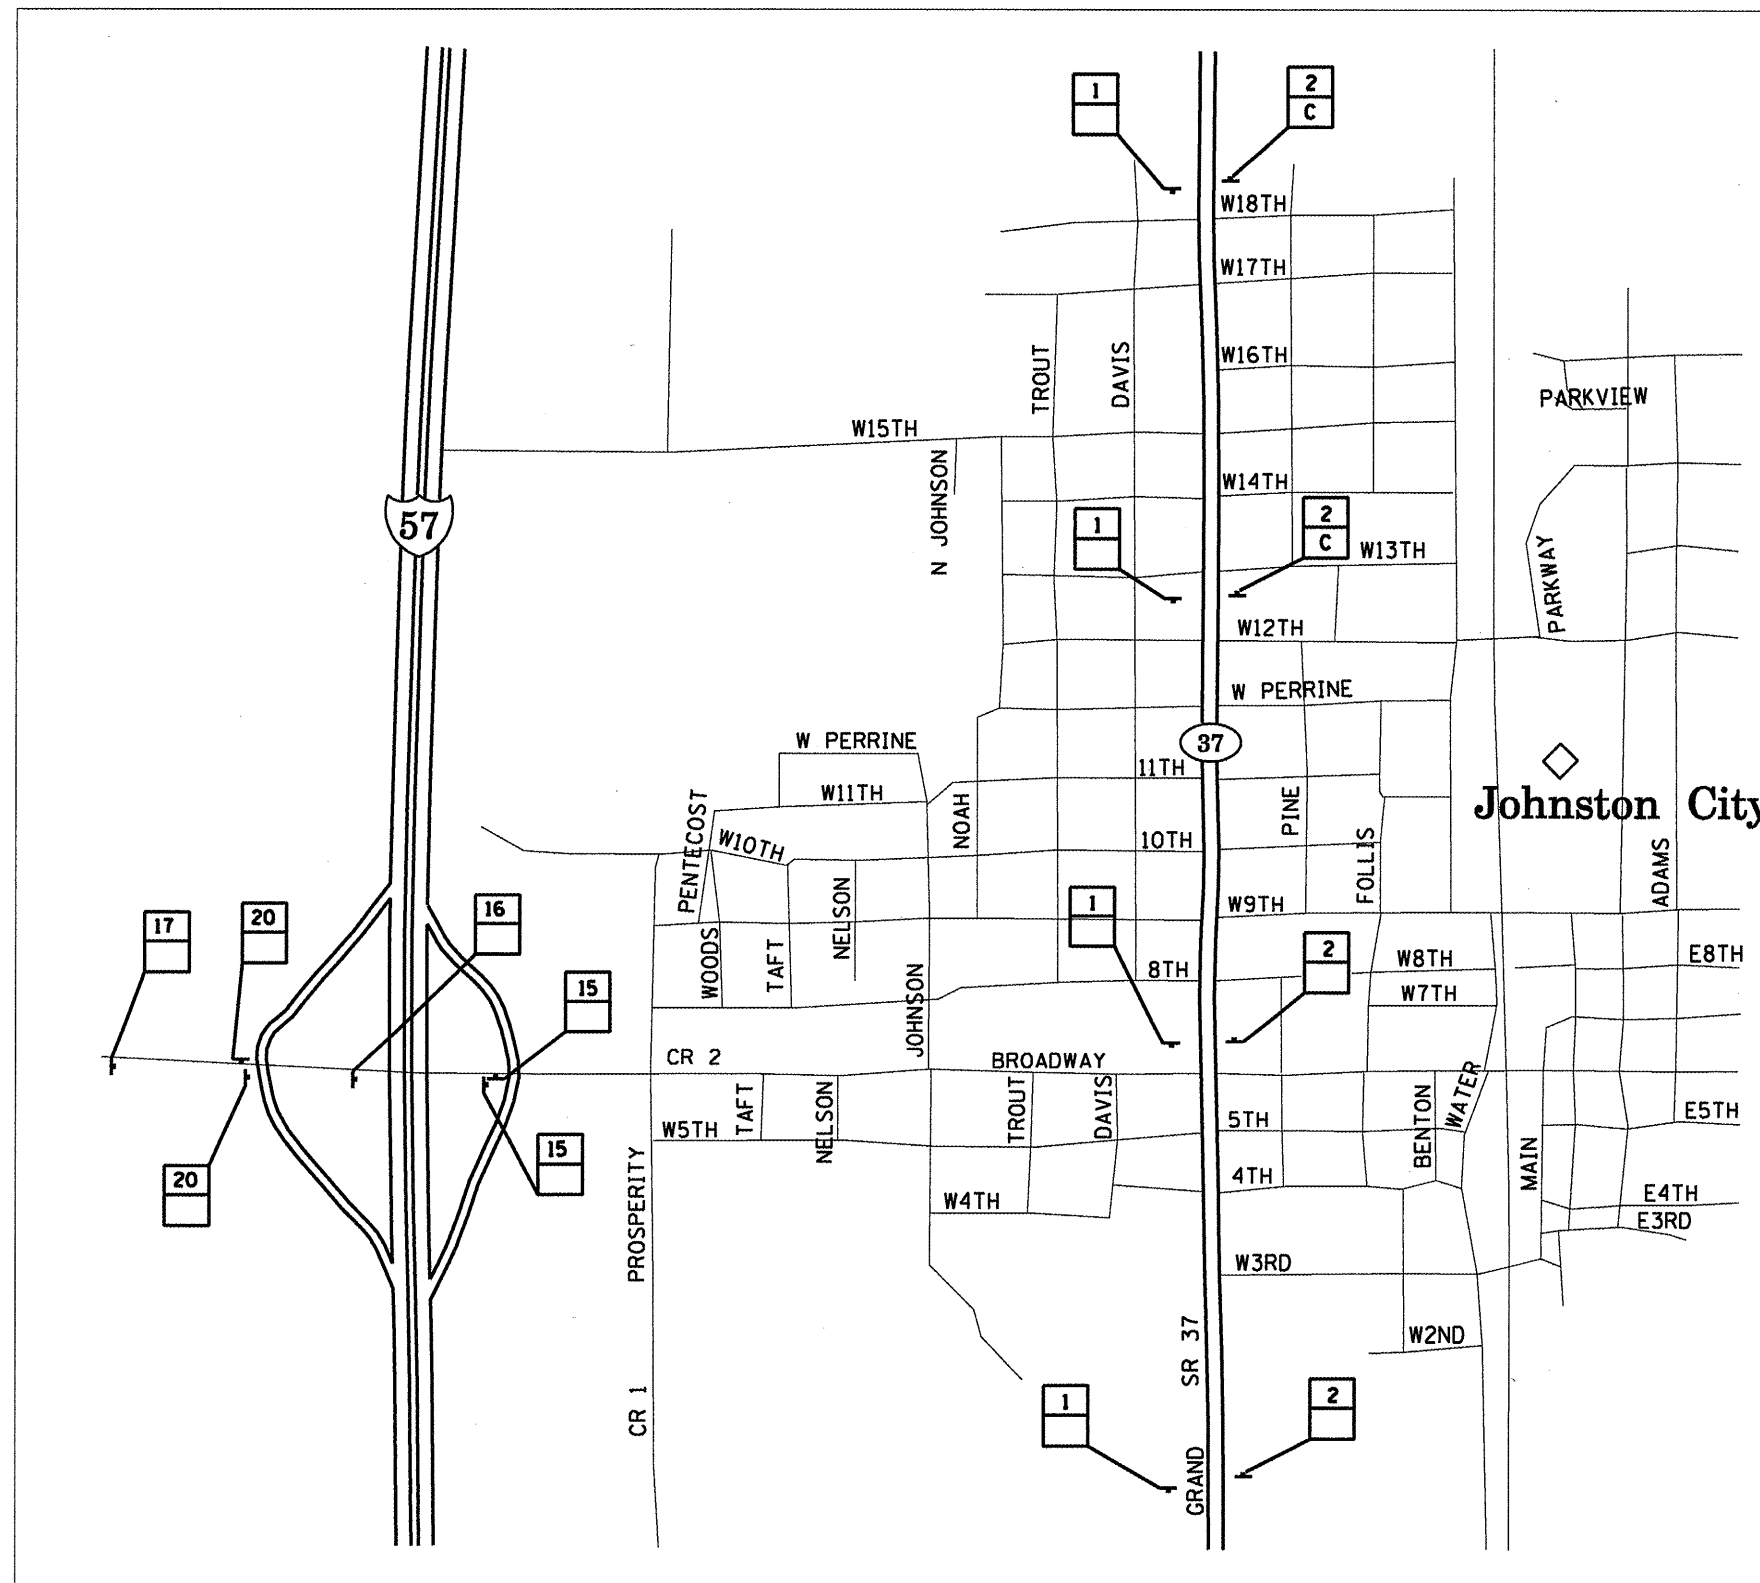 1
2
C
W18TH
W17TH
TROUT
DAVIS
W16TH
PARKVIEW
W15TH
N JOHNSON
W14TH
57
1
2
C
W13TH
PARKWAY
W12TH
W PERRINE
W PERRINE
37
11TH
PENTECOST
W11TH
NOAH
PINE
Johnston City
W10TH
10TH
FOLLIS
ADAMS
NELSON
1
W9TH
17
20
16
WOODS
TAFT
2
8TH
W8TH
E8TH
15
W7TH
JOHNSON
CR 2
BROADWAY
TAFT
NELSON
TROUT
DAVIS
WATER
BENTON
W5TH
5TH
E5TH
15
20
MAIN
4TH
W4TH
E4TH
E3RD
PROSPERITY
W3RD
SR 37
W2ND
CR 1
1
2
GRAND